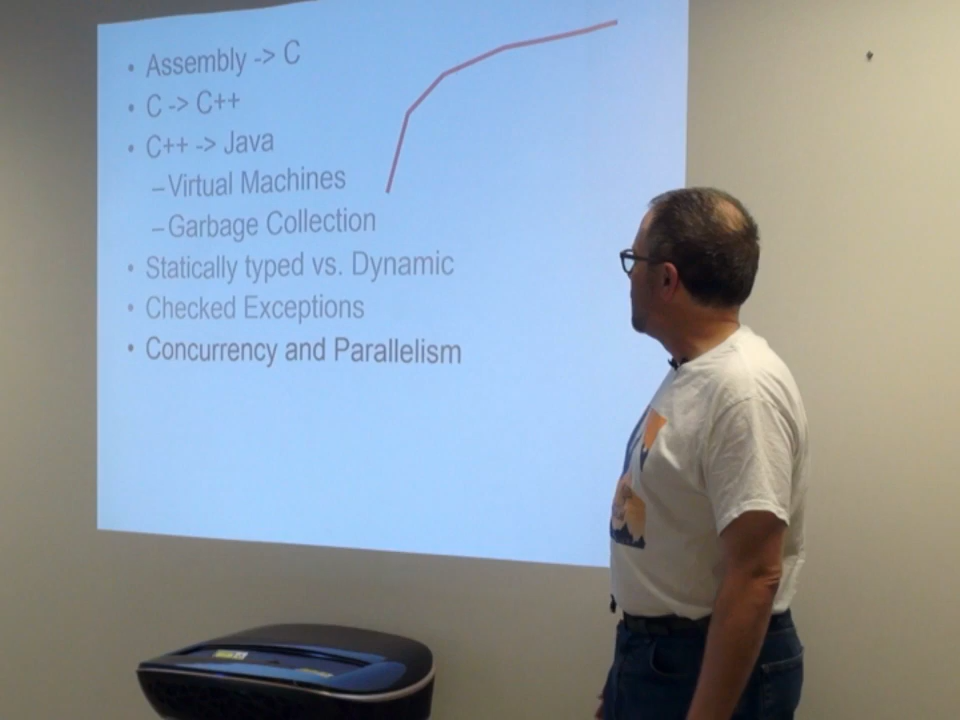 • Assembly -> C
• C -> C++
• C++ -> Java
– Virtual Machines
– Garbage Collection
• Statically typed vs. Dynamic
• Checked Exceptions
• Concurrency and Parallelism